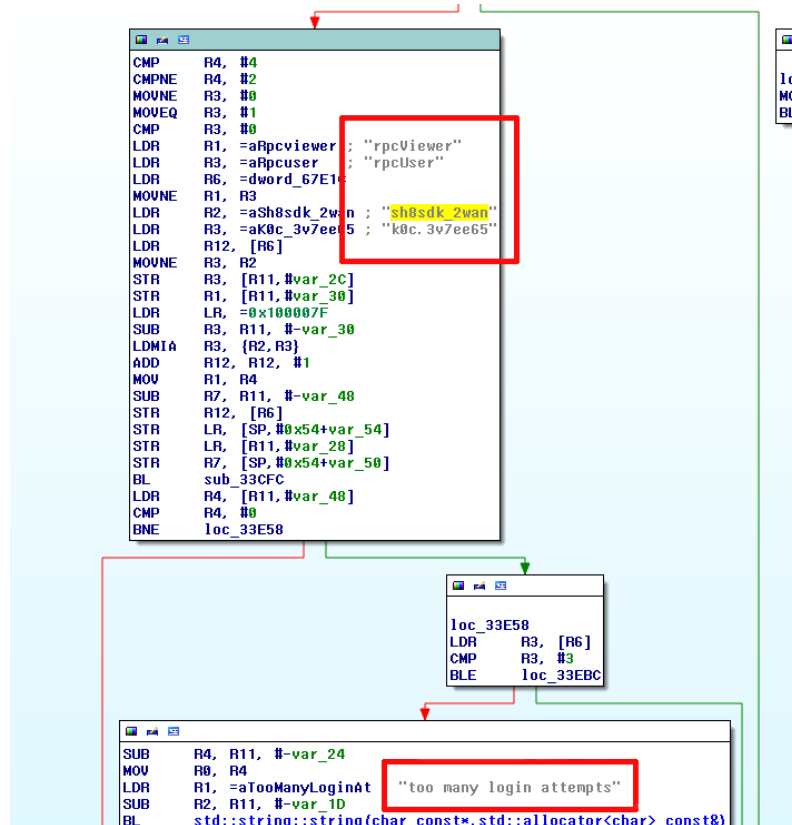 CMP R4, #4
CMPNE R4, #2
MOVNE R3, #0
MOVEQ R3, #1
CMP R3, #0
LDR R1, =aRpcviewer ; "rpcViewer"
LDR R3, =aRpcuser ; "rpcUser"
LDR R6, =dword_67E1
MOVNE R1, R3
LDR R2, =aSh8sdk_2wan ; "sh8sdk_2wan"
LDR R3, =aK0c_3v7ee65 ; "k0c.3v7ee65"
LDR R12, [R6]
MOVNE R3, R2
STR R3, [R11,#var_2C]
STR R1, [R11,#var_30]
LDR LR, =0x100007F
SUB R3, R11, #-var_30
LDMIA R3, {R2,R3}
ADD R12, R12, #1
MOV R1, R4
SUB R7, R11, #-var_48
STR R12, [R6]
STR LR, [SP,#0x54+var_54]
STR LR, [R11,#var_28]
STR R7, [SP,#0x54+var_50]
BL sub_33CFC
LDR R4, [R11,#var_48]
CMP R4, #0
BNE loc_33E58
loc_33E58
LDR R3, [R6]
CMP R3, #3
BLE loc_33EBC
SUB R4, R11, #-var_24
MOV R0, R4
LDR R1, =aTooManyLoginAt "too many login attempts"
SUB R2, R11, #-var_1D
BL std::string::string(char const*,std::allocator<char> const&)